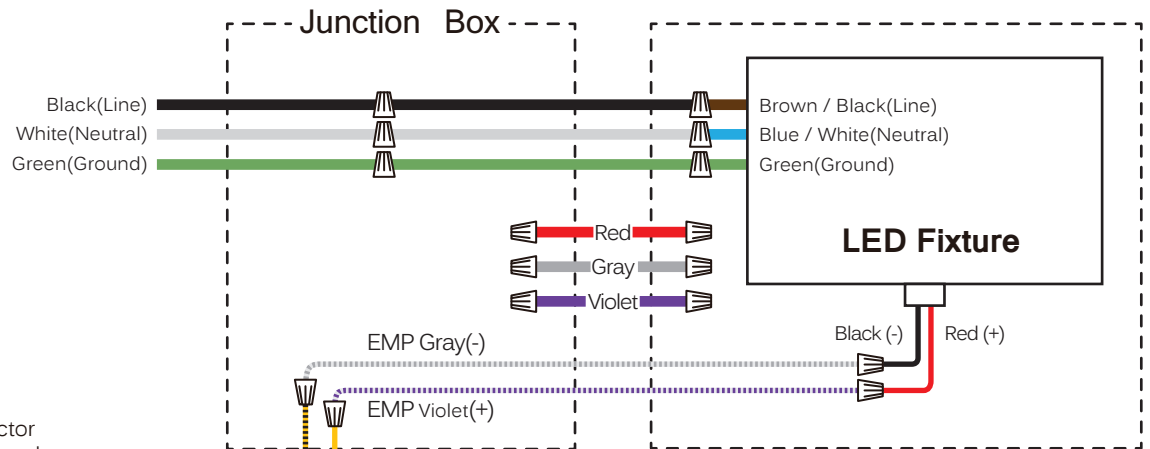 Junction Box
Black(Line)
White(Neutral)
Green(Ground)
Brown / Black(Line)
Blue / White(Neutral)
Green(Ground)
Red
Gray
Violet
LED Fixture
Black (-)
Red (+)
EMP Gray(-)
EMP Violet(+)
ctor